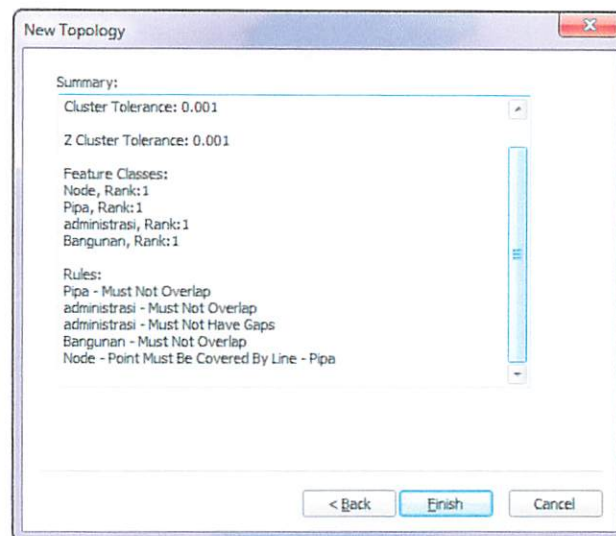 New Topology
Summary:
Cluster Tolerance: 0.001
Z Cluster Tolerance: 0.001
Feature Classes:
Node, Rank:1
Pipa, Rank:1
administrasi, Rank:1
Bangunan, Rank:1
Rules:
Pipa - Must Not Overlap
administrasi - Must Not Overlap
administrasi - Must Not Have Gaps
Bangunan - Must Not Overlap
Node - Point Must Be Covered By Line - Pipa
< Back
Finish
Cancel